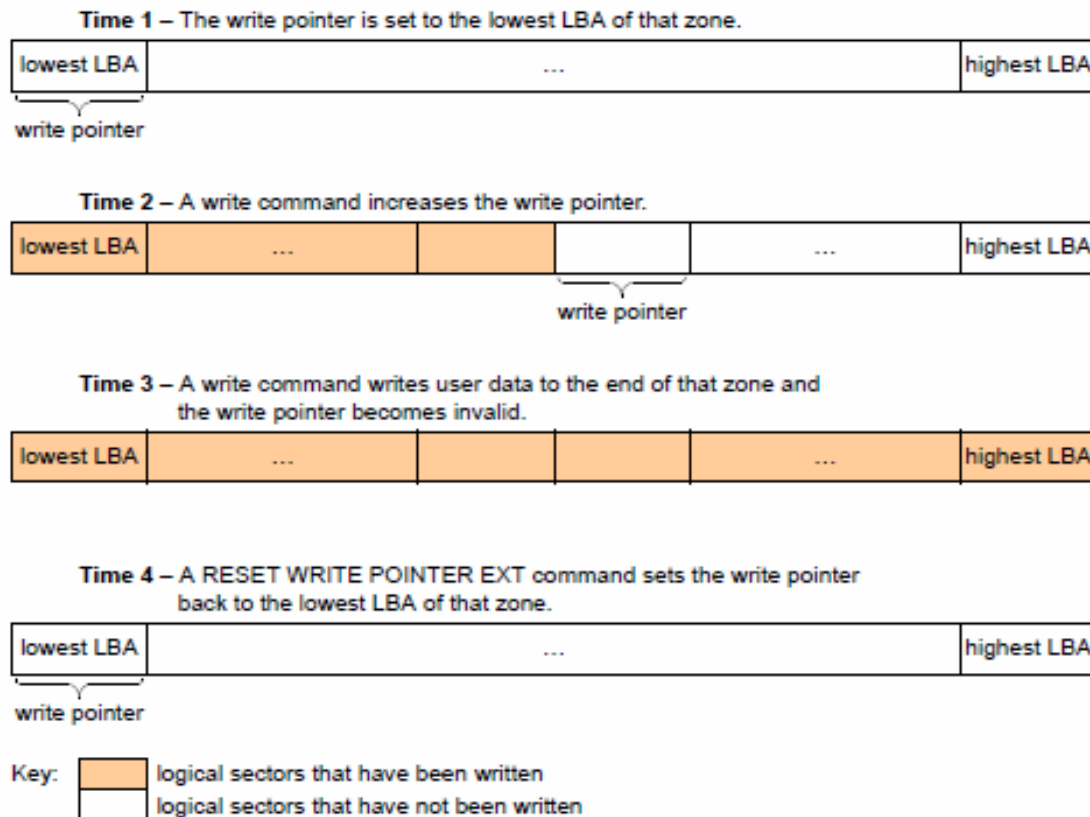 Time 1 – The write pointer is set to the lowest LBA of that zone.
lowest LBA ... highest LBA
write pointer
Time 2 – A write command increases the write pointer.
lowest LBA ... ... highest LBA
write pointer
Time 3 – A write command writes user data to the end of that zone and
the write pointer becomes invalid.
lowest LBA ... ... highest LBA
Time 4 – A RESET WRITE POINTER EXT command sets the write pointer
back to the lowest LBA of that zone.
lowest LBA ... highest LBA
write pointer
Key: logical sectors that have been written
logical sectors that have not been written